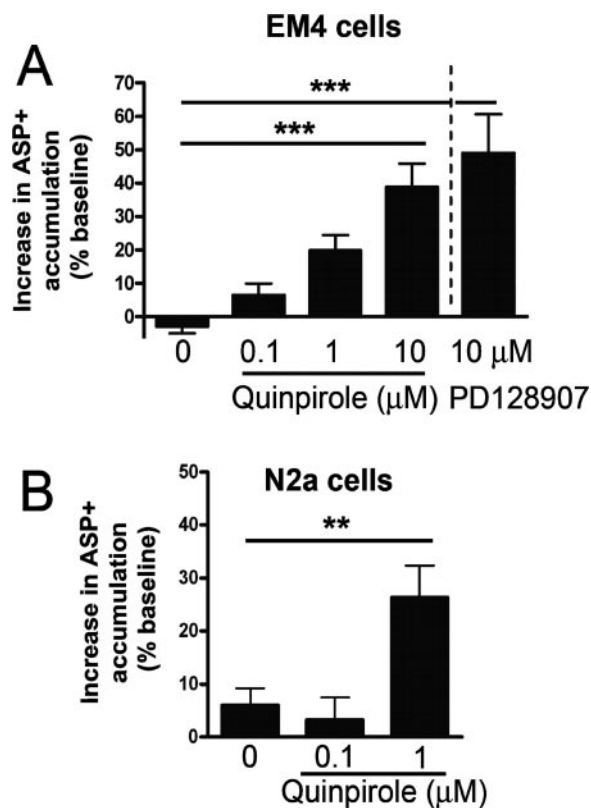 EM4 cells
A
Increase in ASP+
accumulation
(% baseline)
70
60
50
40
30
20
10
0
***
***
0
0.1
1
10
10 μM
Quinpirole (μM)
PD128907
B
N2a cells
Increase in ASP+
accumulation
(% baseline)
50
40
30
20
10
0
**
0
0.1
1
Quinpirole (μM)